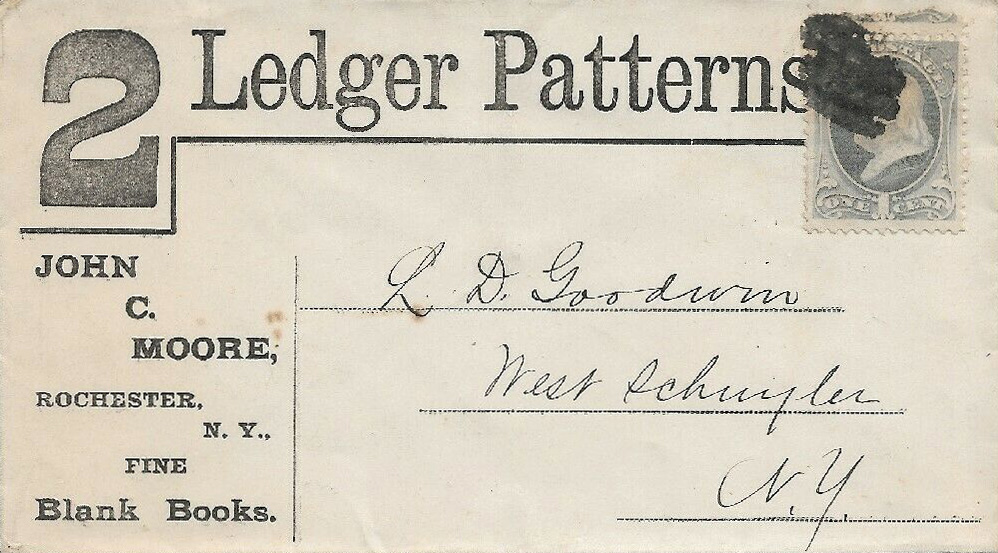 2 Ledger Patterns
JOHN
C.
MOORE,
ROCHESTER,
N. Y.,
FINE
Blank Books.
L. D. Goodwin
West Schuyler
N. Y.
ONE CENT